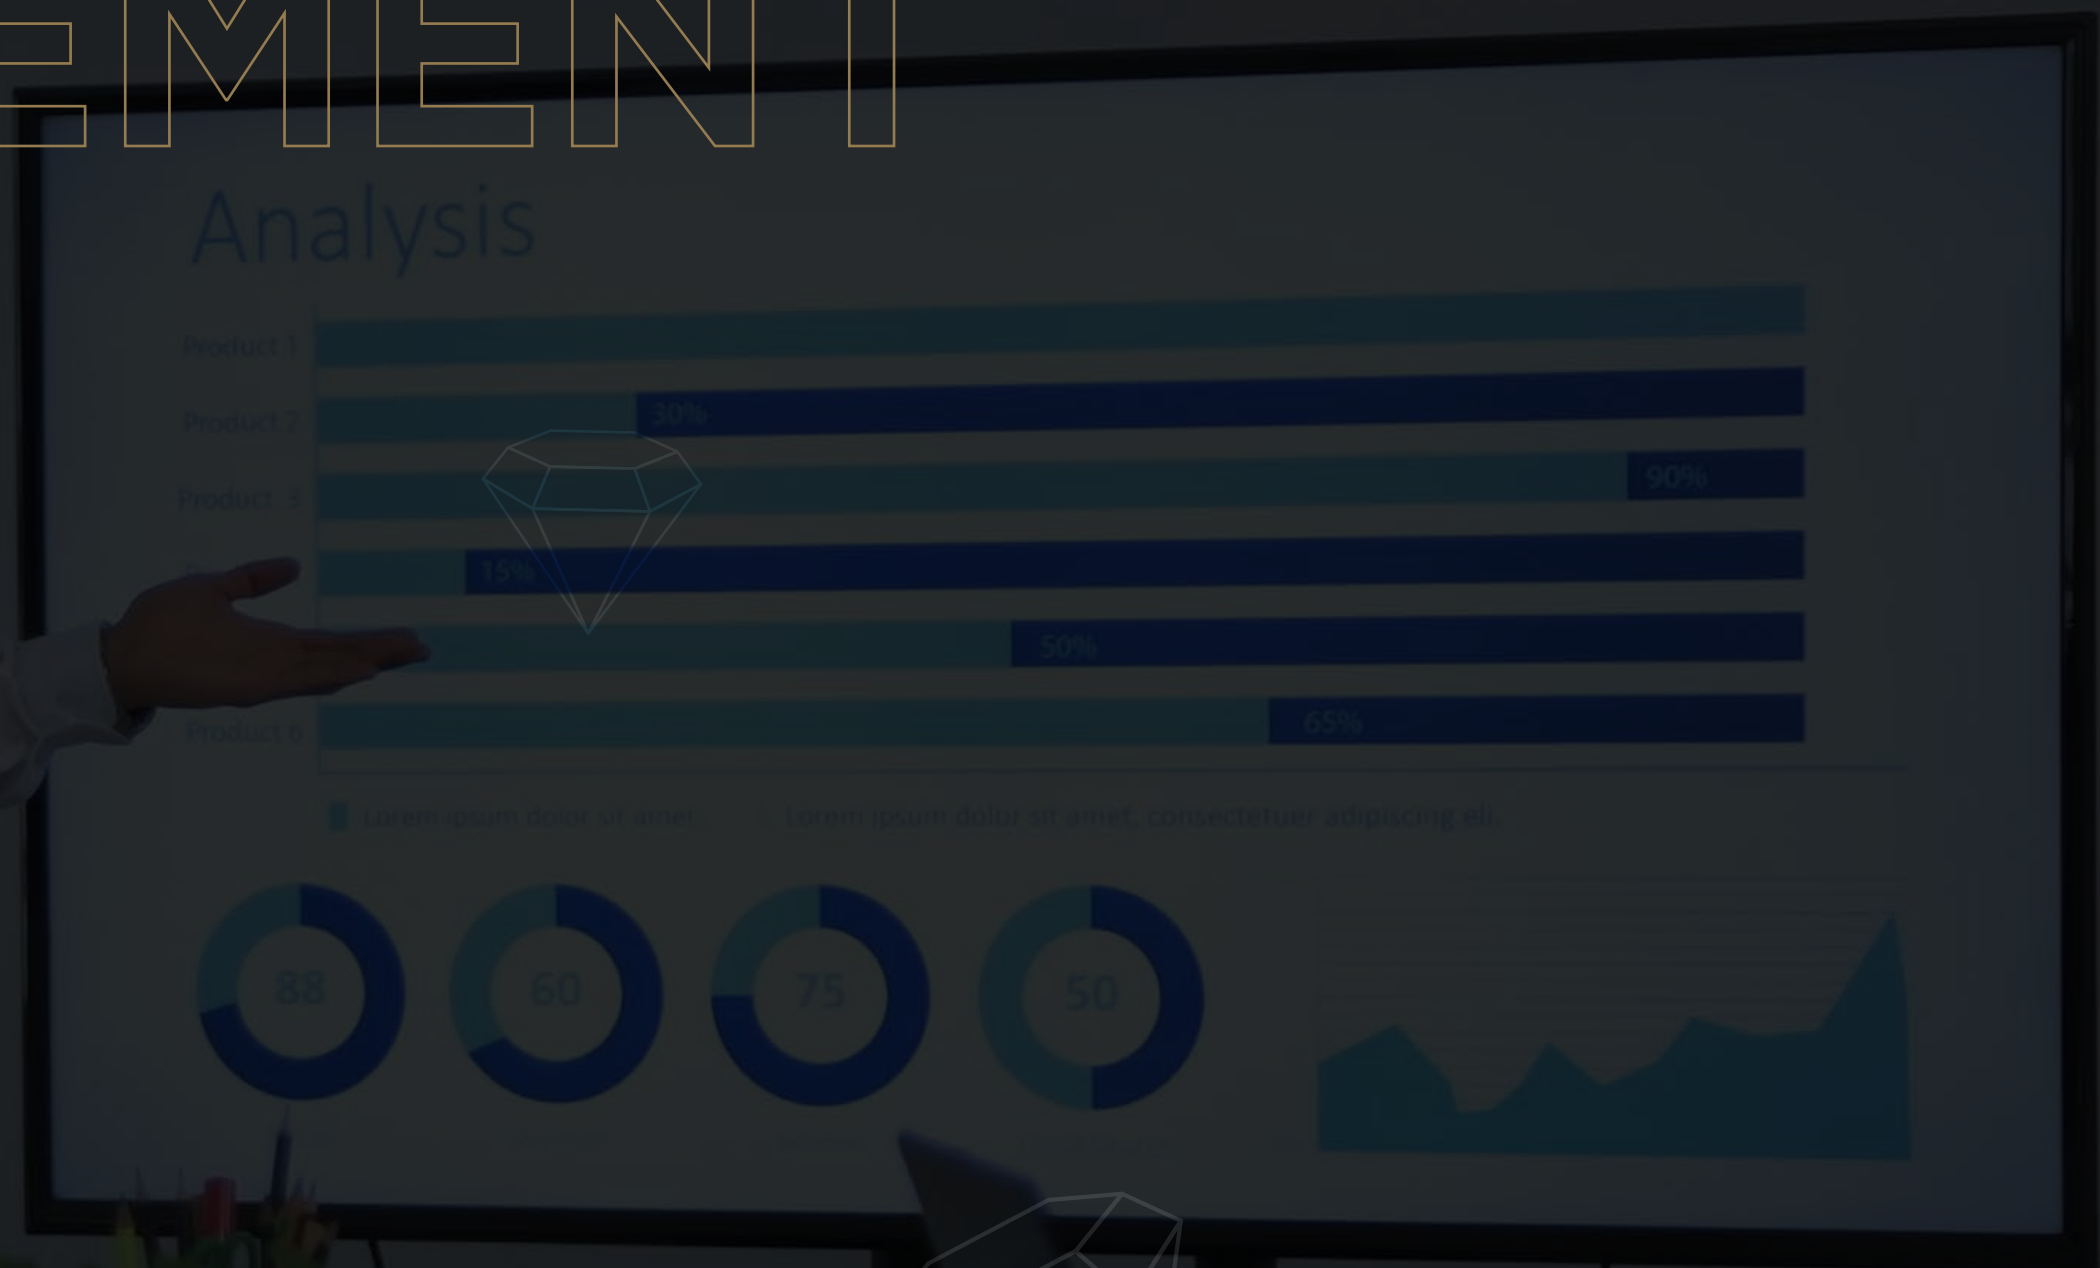 EMENT
Analysis
Product 1
Product 2
30%
Product 3
90%
15%
50%
Product 6
65%
Lorem ipsum dolor sit amet
Lorem ipsum dolor sit amet, consectetuer adipiscing eli.
88
60
75
50